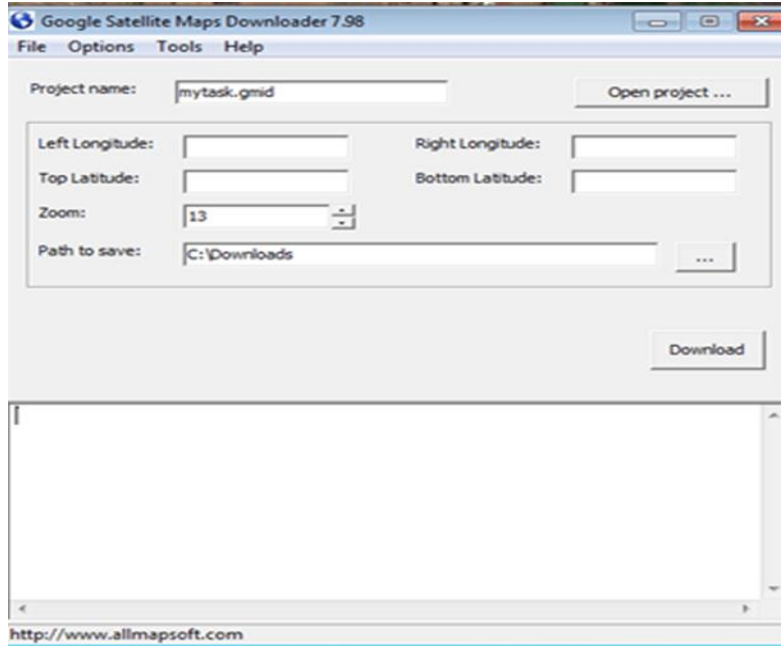 Google Satellite Maps Downloader 7.98
File Options Tools Help
Project name: mytask.gmid Open project ...
Left Longitude: Right Longitude:
Top Latitude: Bottom Latitude:
Zoom: 13
Path to save: C:\Downloads ...
Download
http://www.allmapsoft.com